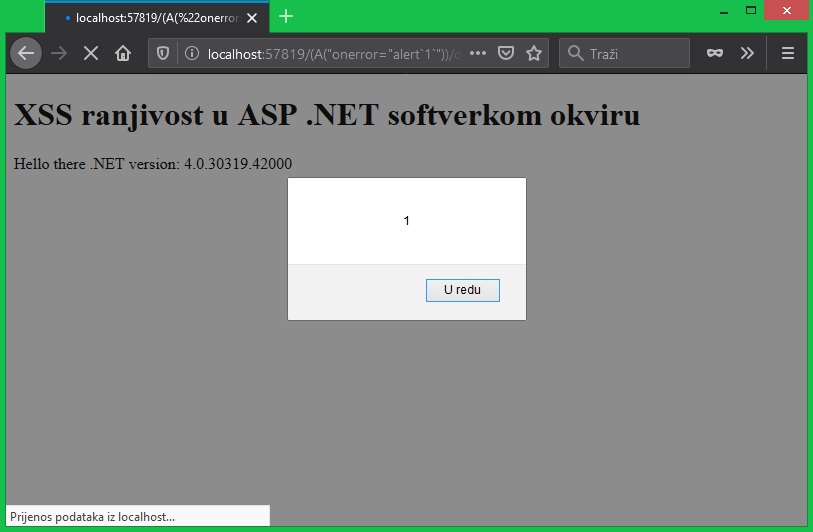 localhost:57819/(A(%22onerror
localhost:57819/(A("onerror="alert`1`"))/d
Traži
XSS ranjivost u ASP .NET softverkom okviru
Hello there .NET version: 4.0.30319.42000
1
U redu
Prijenos podataka iz localhost...